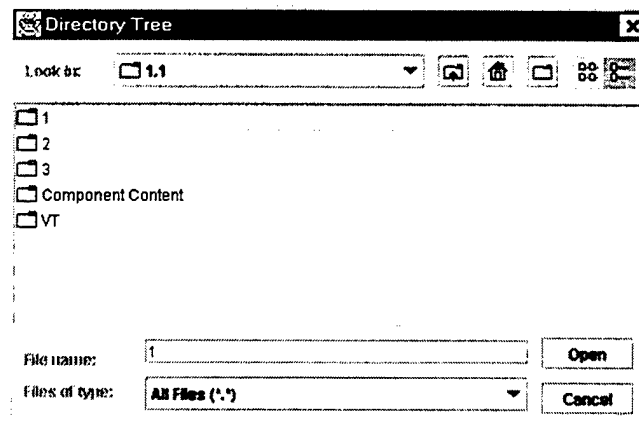 Directory Tree
Look in: 1.1
1
2
3
Component Content
VT
File name: 1 Open
Files of type: All Files (*.*) Cancel